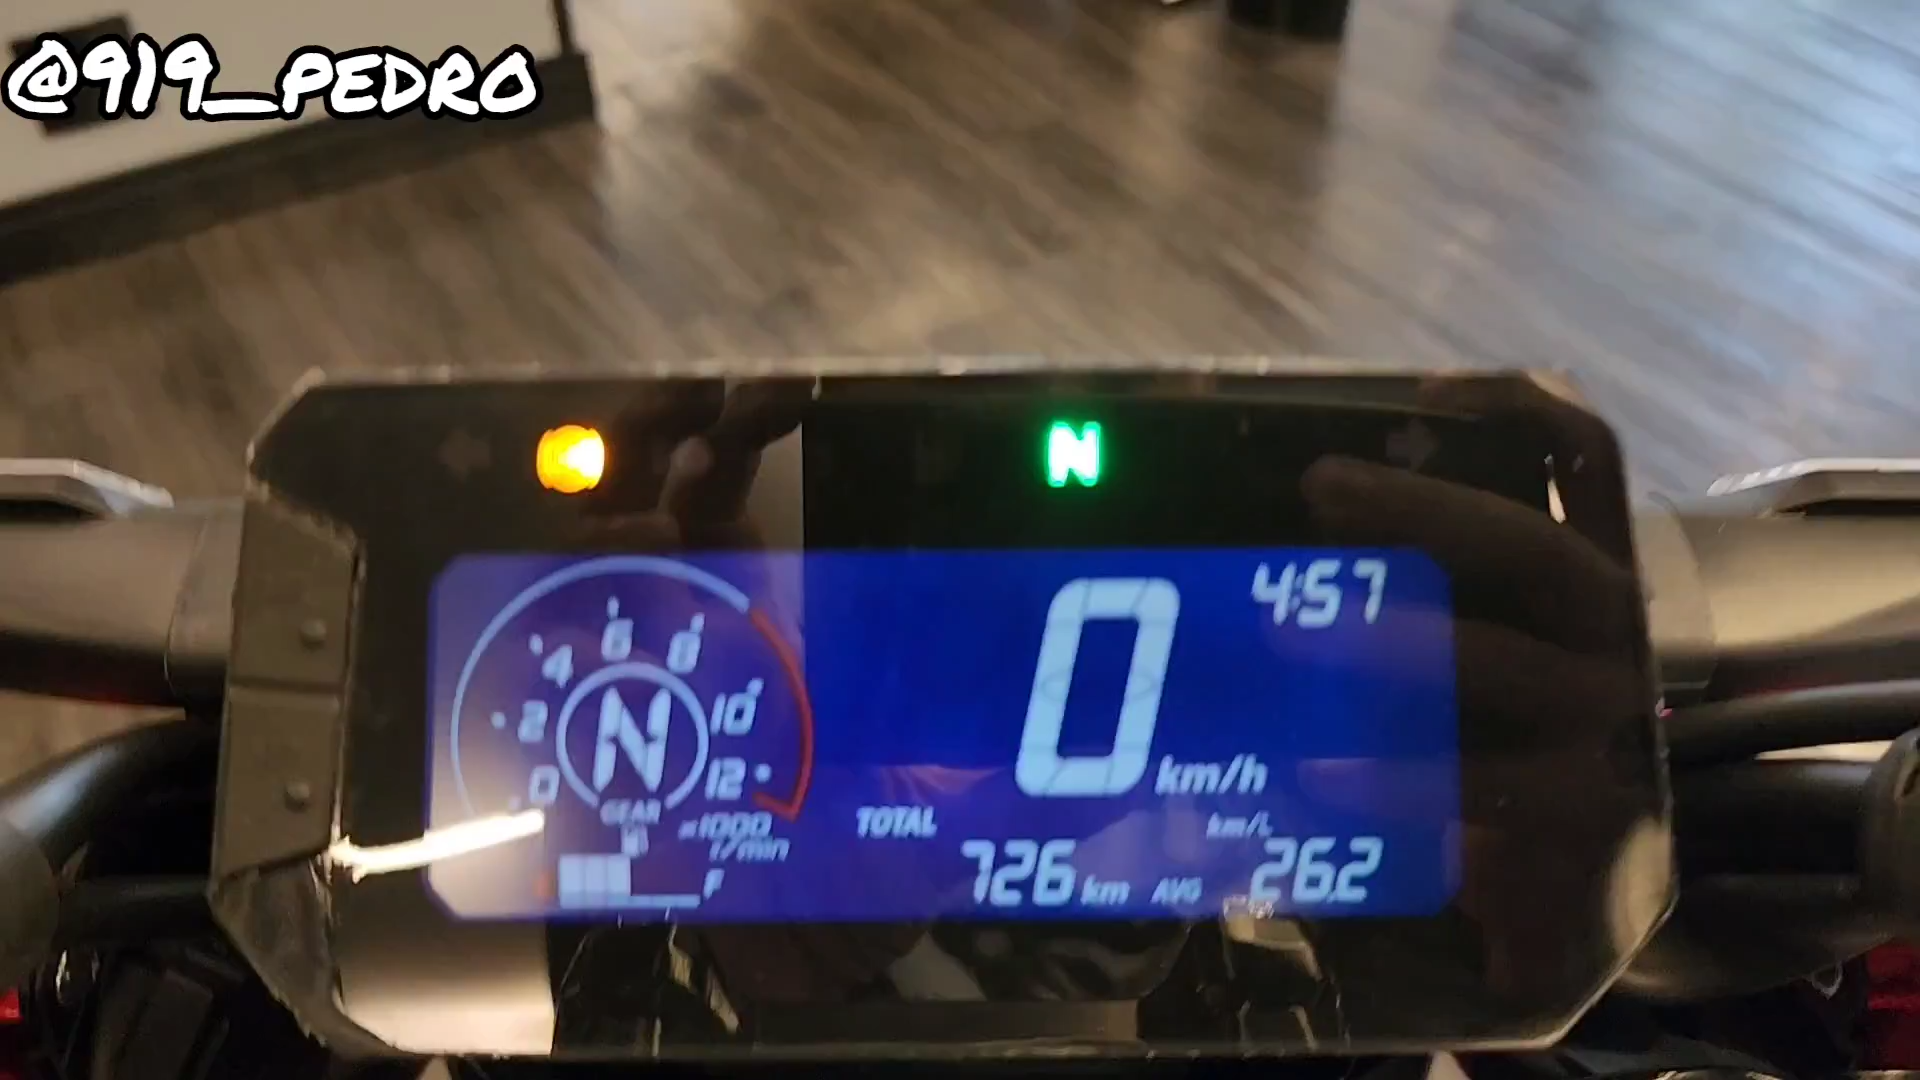 @919_PEDRO
N
4:57
0 km/h
0 2 4 6 8 10 12
N
GEAR
×1000
r/min
F
TOTAL
726 km
km/L
AVG 26.2